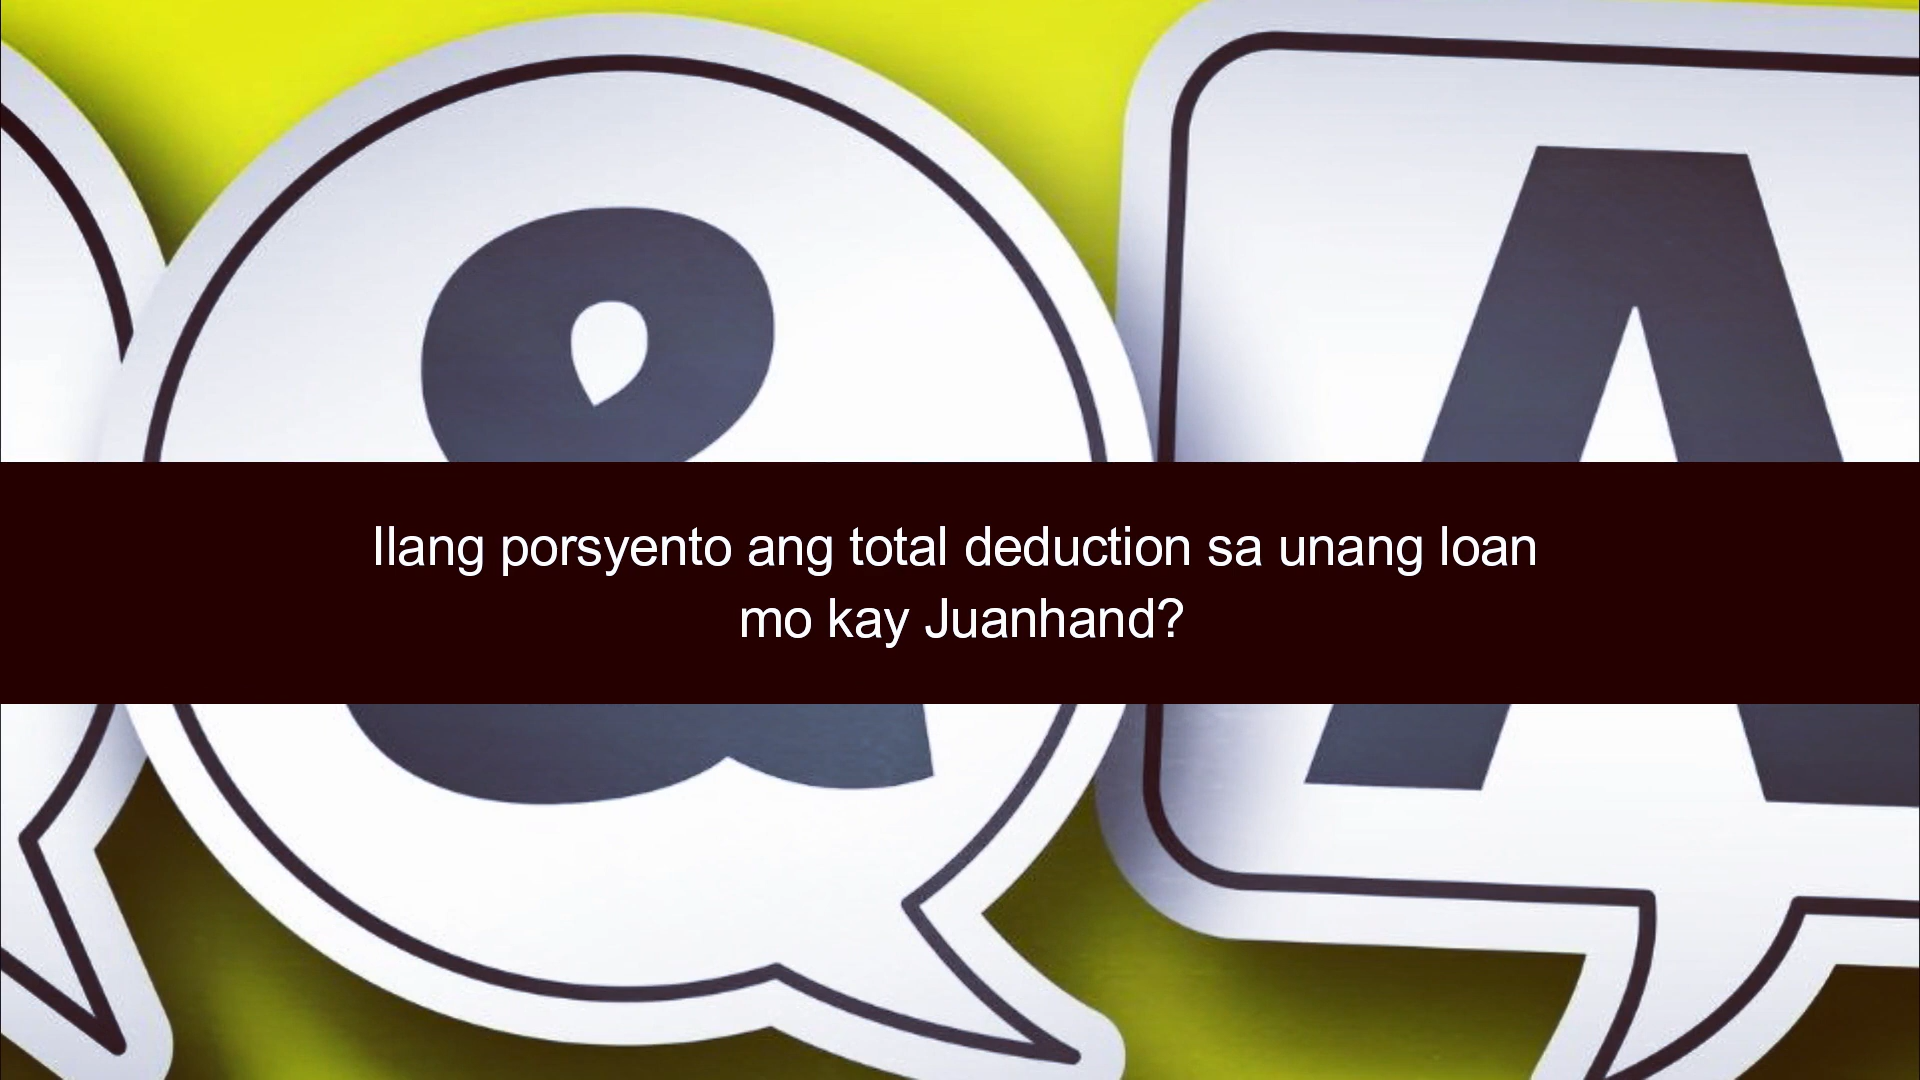 & A
Ilang porsyento ang total deduction sa unang loan
mo kay Juanhand?